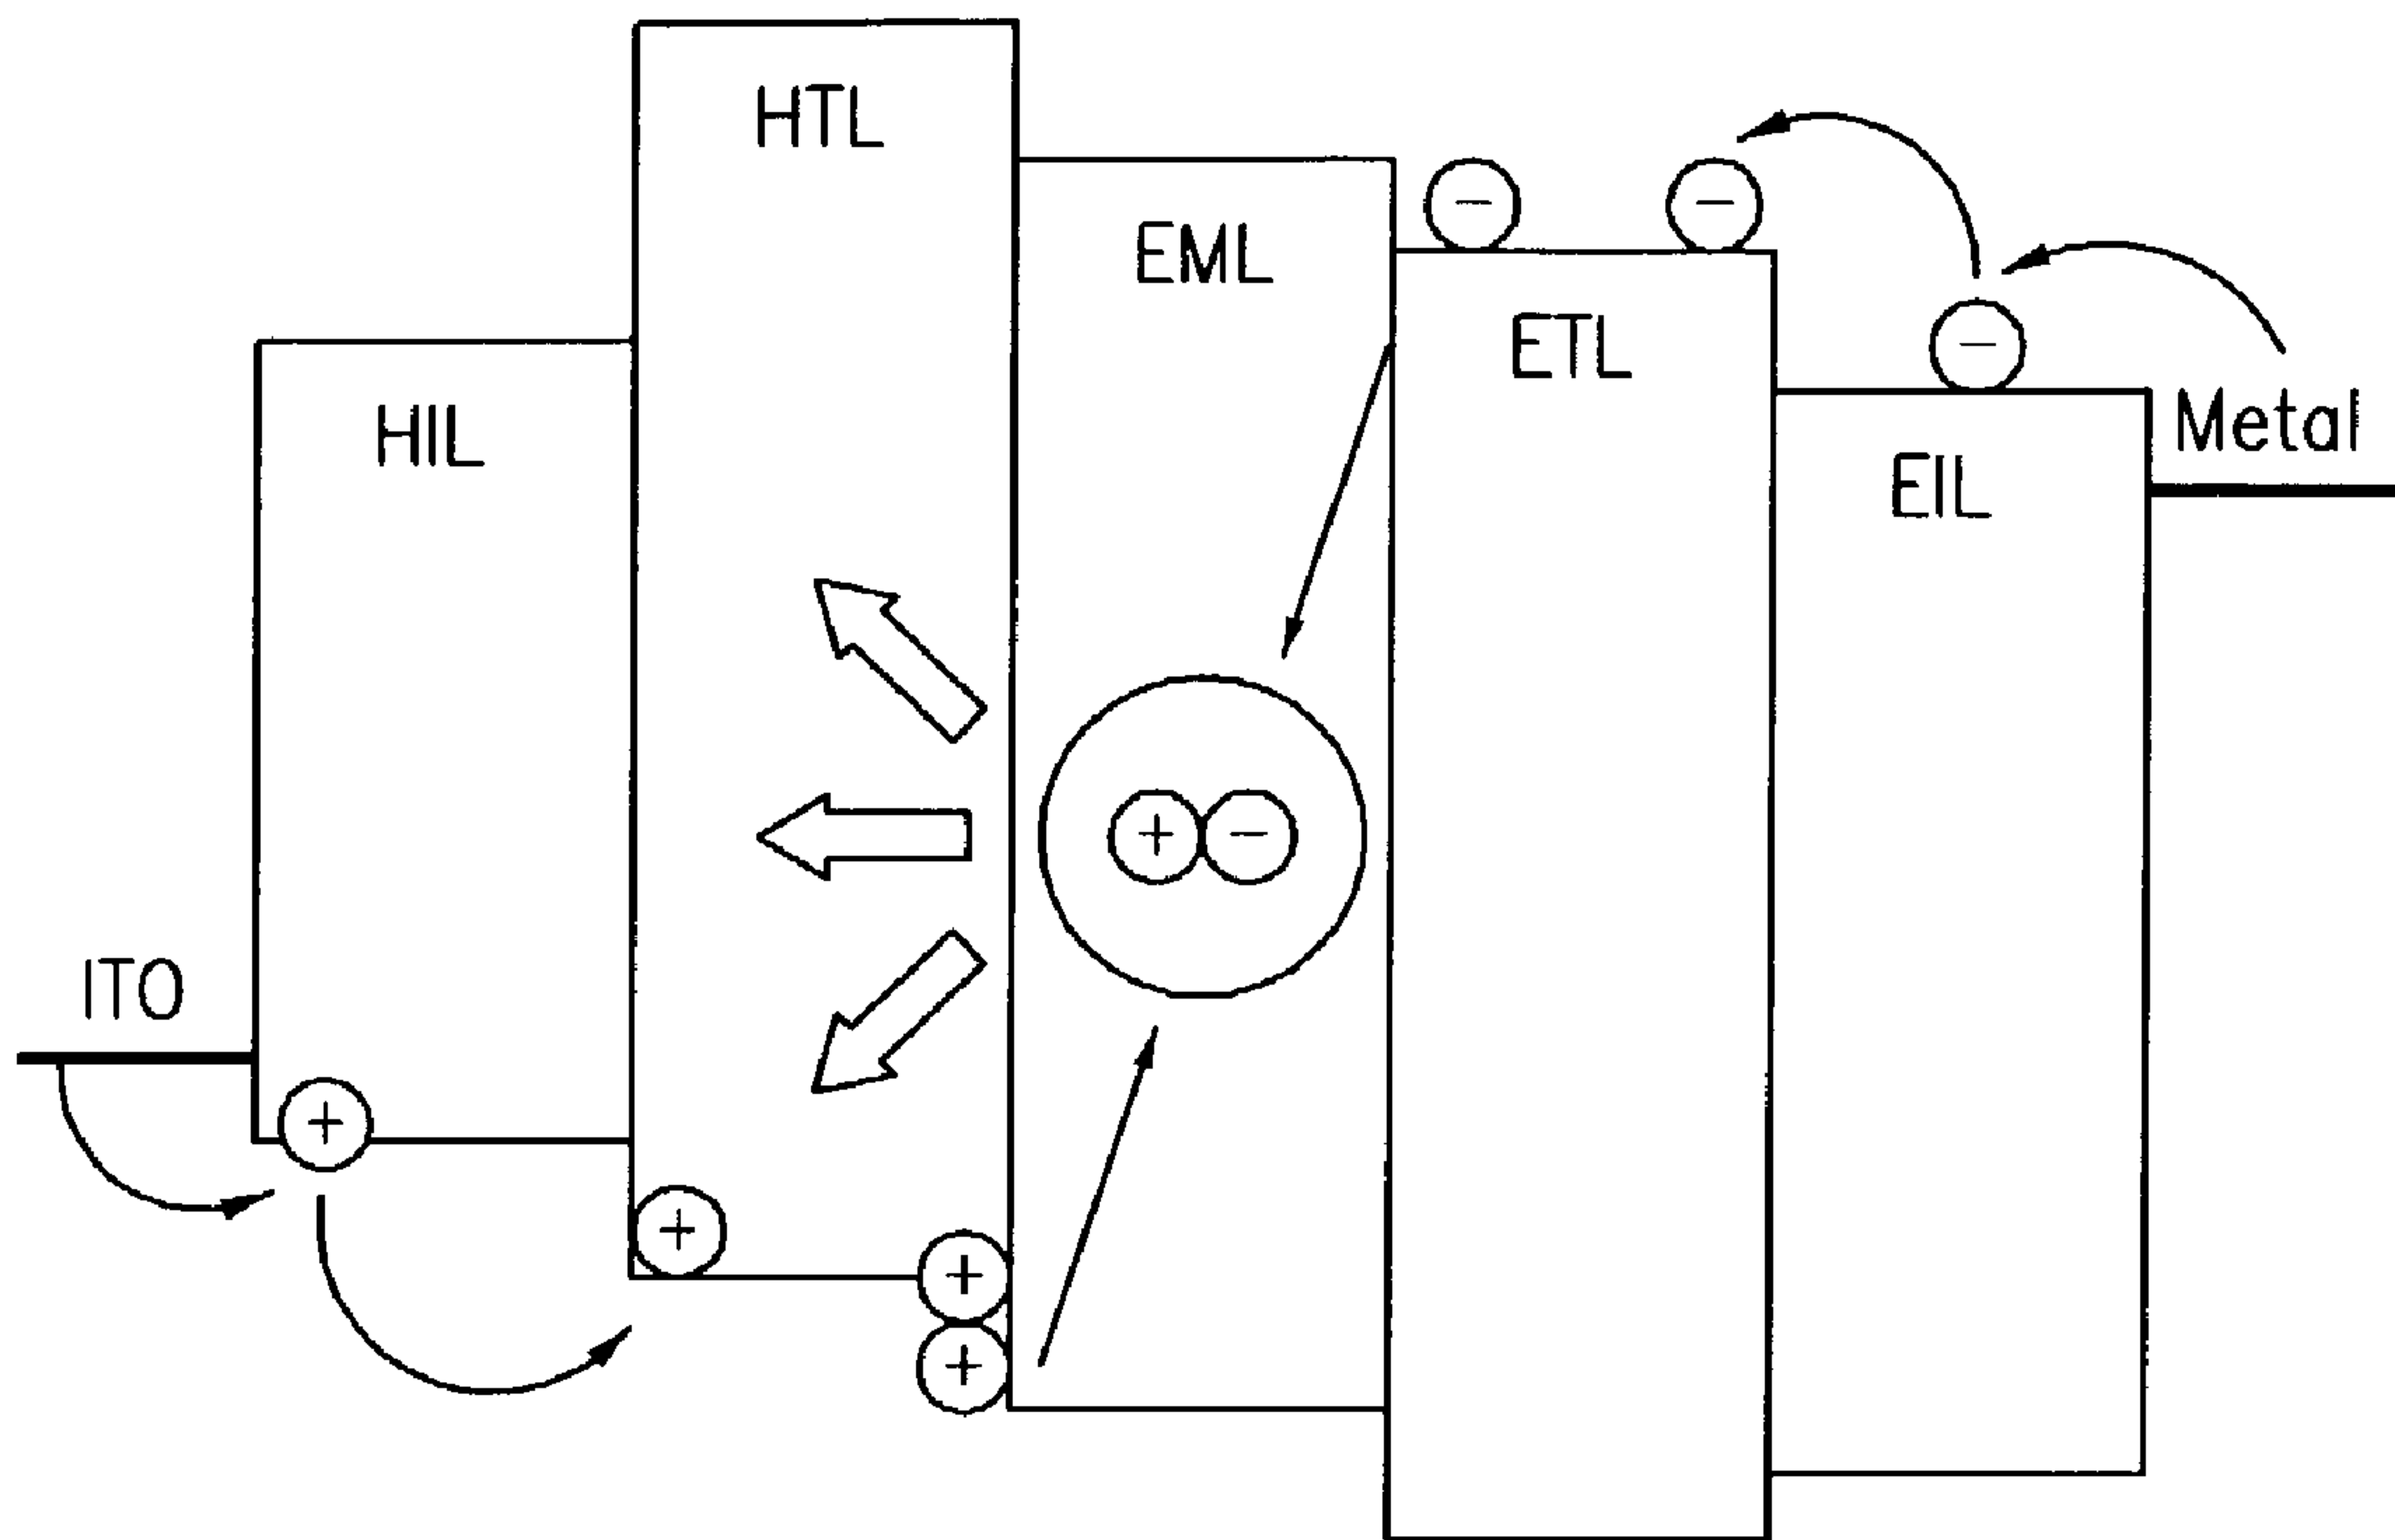 HTL
EML
ETL
HIL
Metal
EIL
ITO
− − −
+ −
+
+
+
+